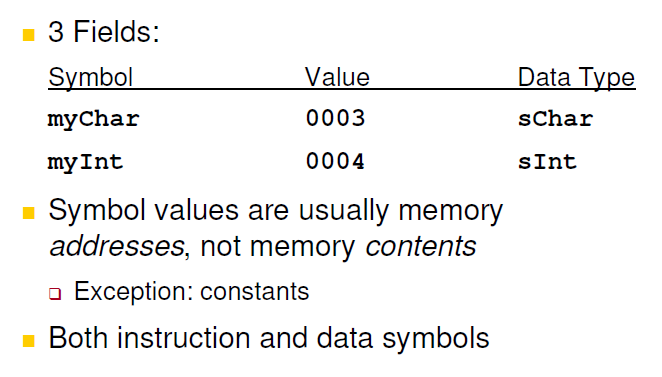 3 Fields:
Symbol Value Data Type
myChar 0003 sChar
myInt 0004 sInt
Symbol values are usually memory
addresses, not memory contents
Exception: constants
Both instruction and data symbols